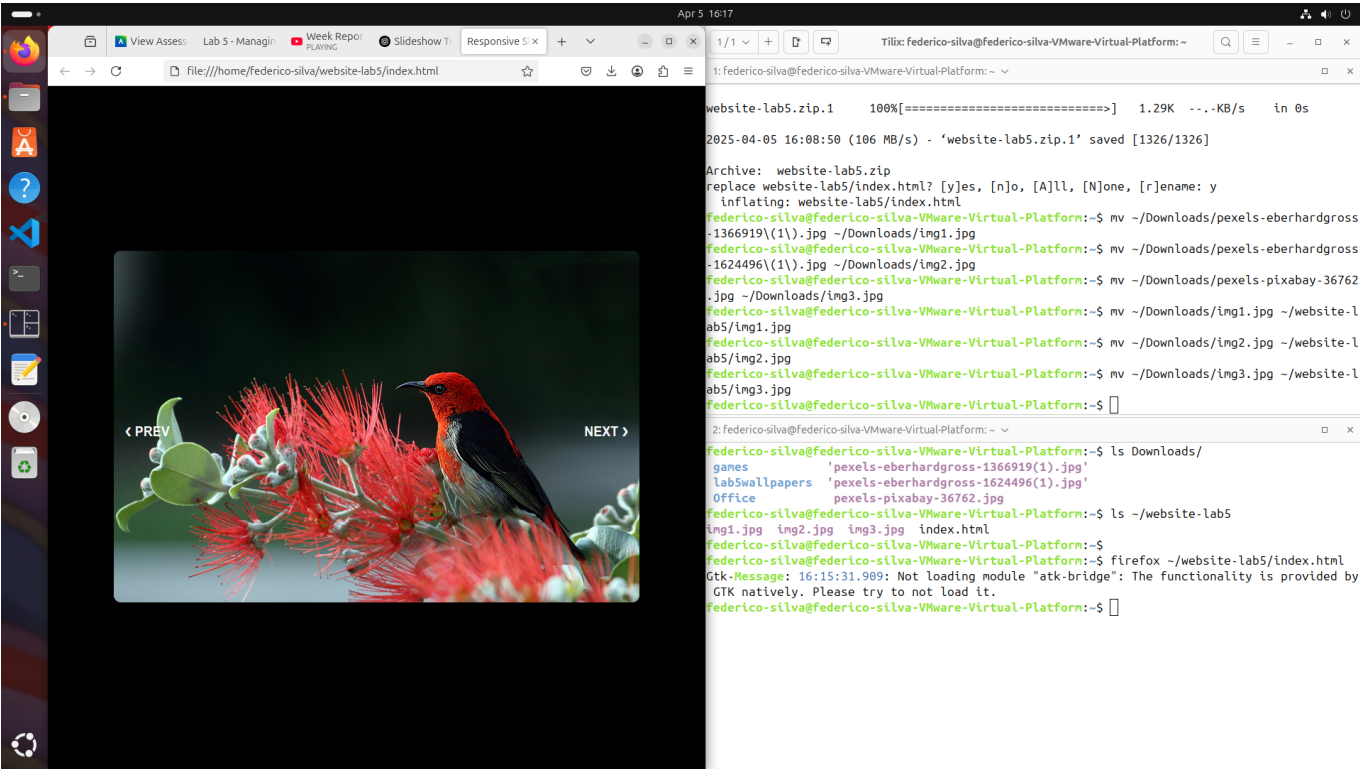 Apr 5 16:17
View Assess
Lab 5 - Managin
Week Repor
PLAYING
Slideshow Te
Responsive Sl
file:///home/federico-silva/website-lab5/index.html
❮ PREV
NEXT ❯
1 / 1
Tilix: federico-silva@federico-silva-VMware-Virtual-Platform: ~
1: federico-silva@federico-silva-VMware-Virtual-Platform: ~
website-lab5.zip.1     100%[============================>]   1.29K  --.-KB/s    in 0s
2025-04-05 16:08:50 (106 MB/s) - ‘website-lab5.zip.1’ saved [1326/1326]
Archive:  website-lab5.zip
replace website-lab5/index.html? [y]es, [n]o, [A]ll, [N]one, [r]ename: y
  inflating: website-lab5/index.html
federico-silva@federico-silva-VMware-Virtual-Platform:~$ mv ~/Downloads/pexels-eberhardgross
-1366919\(1\).jpg ~/Downloads/img1.jpg
federico-silva@federico-silva-VMware-Virtual-Platform:~$ mv ~/Downloads/pexels-eberhardgross
-1624496\(1\).jpg ~/Downloads/img2.jpg
federico-silva@federico-silva-VMware-Virtual-Platform:~$ mv ~/Downloads/pexels-pixabay-36762
.jpg ~/Downloads/img3.jpg
federico-silva@federico-silva-VMware-Virtual-Platform:~$ mv ~/Downloads/img1.jpg ~/website-l
ab5/img1.jpg
federico-silva@federico-silva-VMware-Virtual-Platform:~$ mv ~/Downloads/img2.jpg ~/website-l
ab5/img2.jpg
federico-silva@federico-silva-VMware-Virtual-Platform:~$ mv ~/Downloads/img3.jpg ~/website-l
ab5/img3.jpg
federico-silva@federico-silva-VMware-Virtual-Platform:~$
2: federico-silva@federico-silva-VMware-Virtual-Platform: ~
federico-silva@federico-silva-VMware-Virtual-Platform:~$ ls Downloads/
games           'pexels-eberhardgross-1366919(1).jpg'
lab5wallpapers  'pexels-eberhardgross-1624496(1).jpg'
Office           pexels-pixabay-36762.jpg
federico-silva@federico-silva-VMware-Virtual-Platform:~$ ls ~/website-lab5
img1.jpg  img2.jpg  img3.jpg  index.html
federico-silva@federico-silva-VMware-Virtual-Platform:~$
federico-silva@federico-silva-VMware-Virtual-Platform:~$ firefox ~/website-lab5/index.html
Gtk-Message: 16:15:31.909: Not loading module "atk-bridge": The functionality is provided by
 GTK natively. Please try to not load it.
federico-silva@federico-silva-VMware-Virtual-Platform:~$